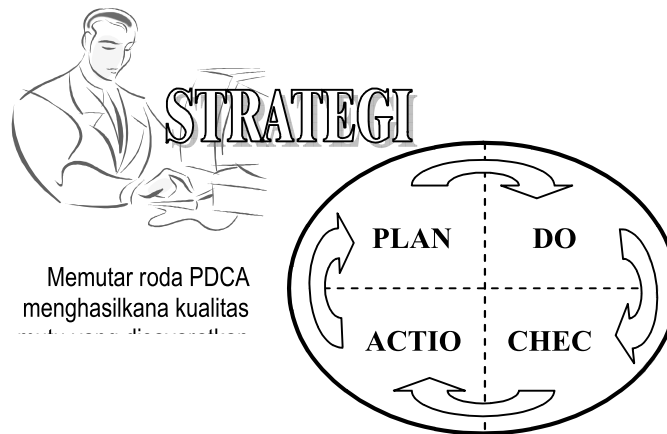 STRATEGI
PLAN
DO
Memutar roda PDCA
menghasilkana kualitas
ACTIO
CHEC